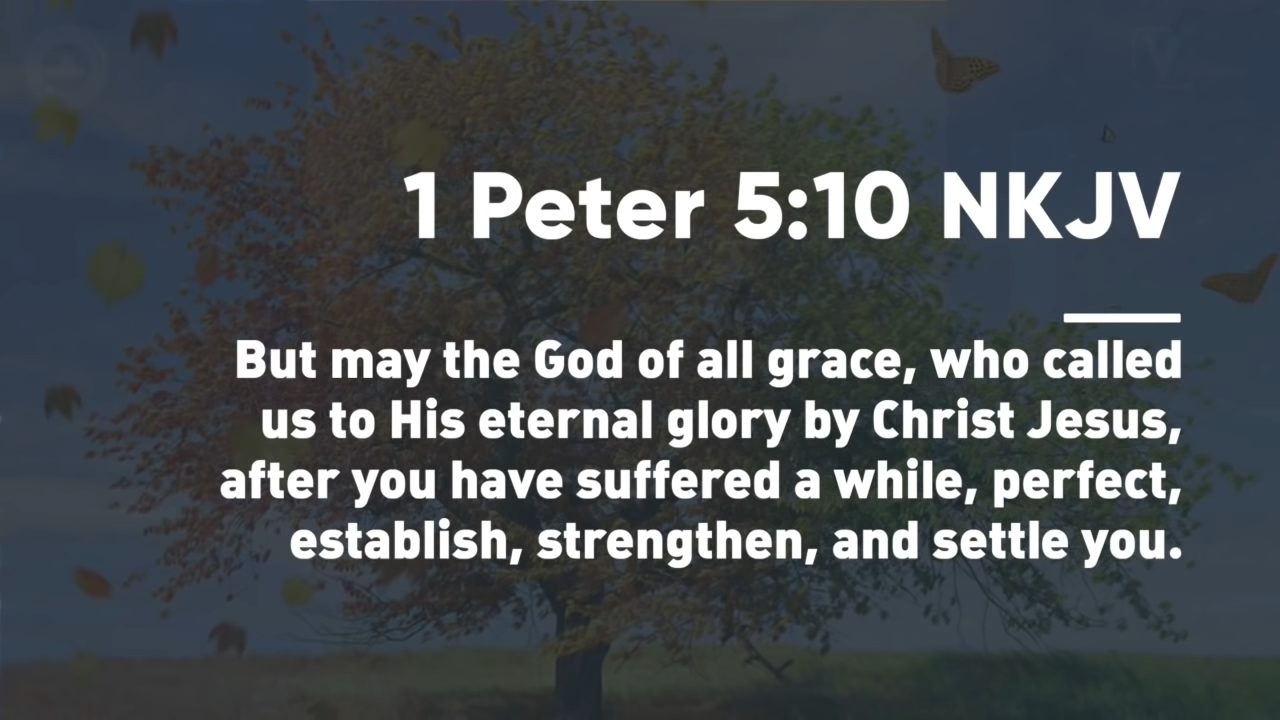 1 Peter 5:10 NKJV
But may the God of all grace, who called
us to His eternal glory by Christ Jesus,
after you have suffered a while, perfect,
establish, strengthen, and settle you.